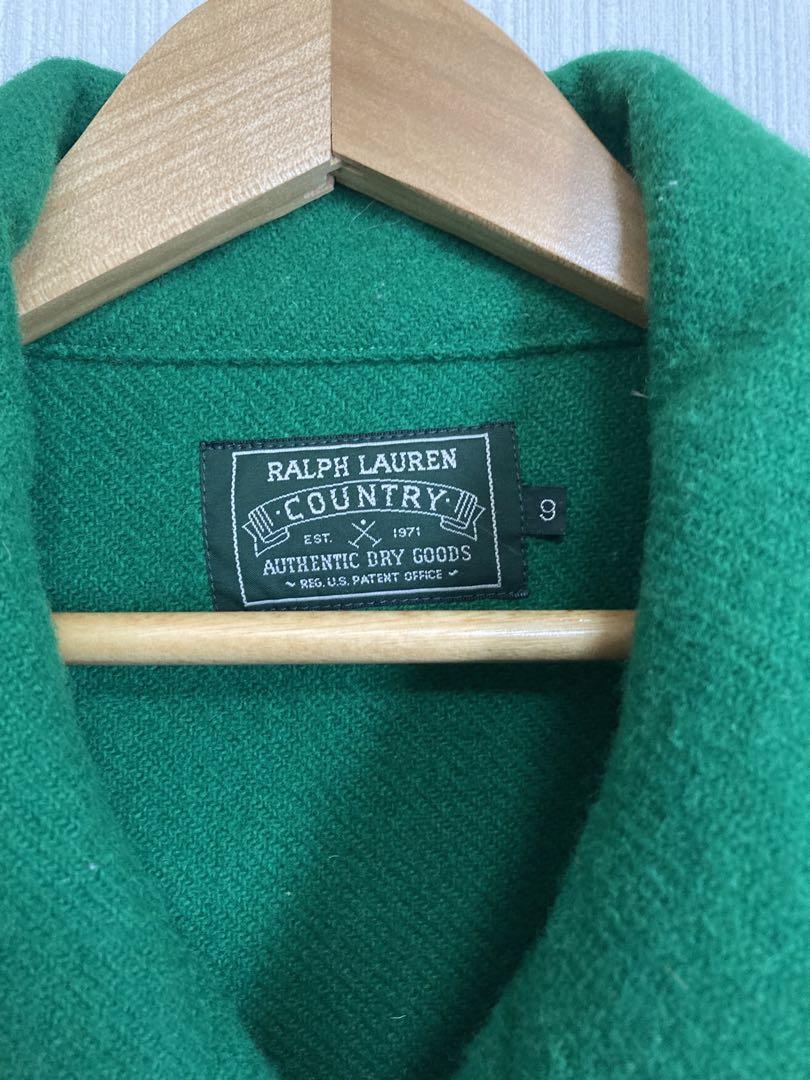 RALPH LAUREN
·COUNTRY·
EST. 1971
AUTHENTIC DRY GOODS
~ REG. U.S. PATENT OFFICE ~
9